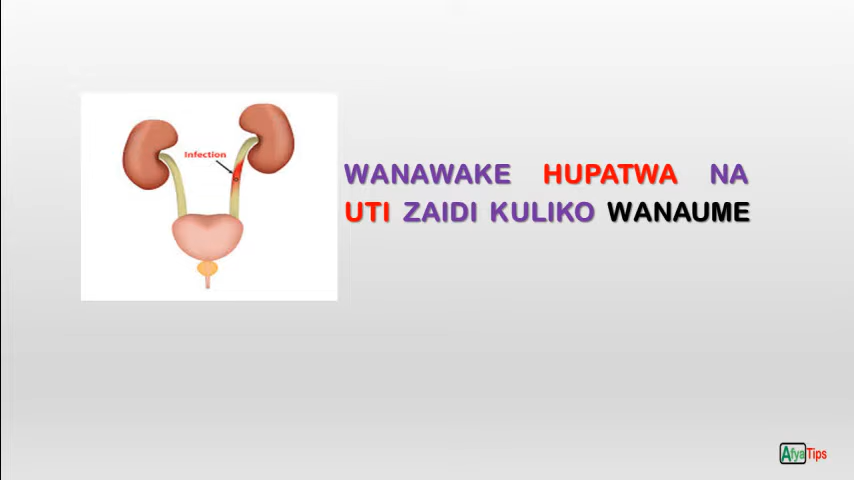 Infection
WANAWAKE HUPATWA NA
UTI ZAIDI KULIKO WANAUME
AfyaTips